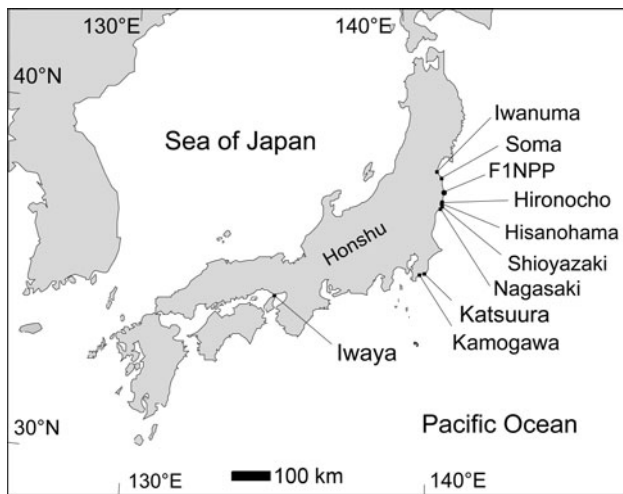 130°E
140°E
40°N
Iwanuma
Soma
Sea of Japan
F1NPP
Hironocho
Honshu
Hisanohama
Shioyazaki
Nagasaki
Katsuura
Iwaya
Kamogawa
Pacific Ocean
30°N
130°E
100 km
140°E